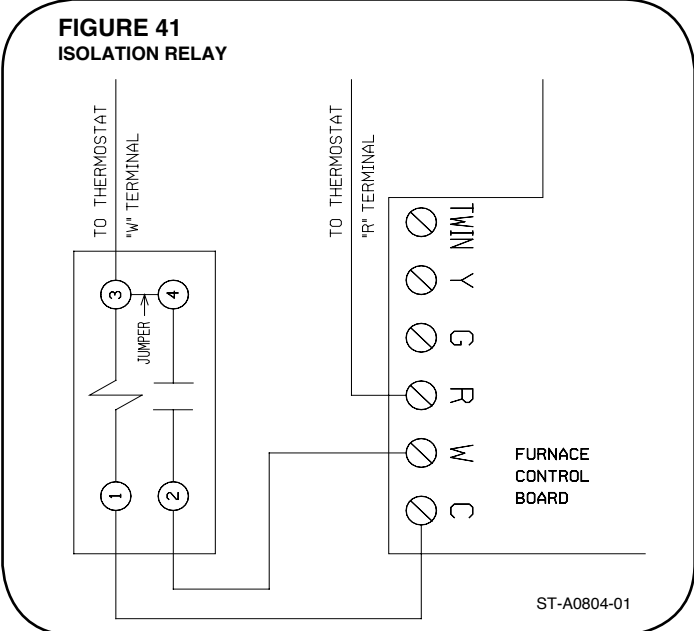 FIGURE 41
ISOLATION RELAY
TO THERMOSTAT
"W" TERMINAL
TO THERMOSTAT
"R" TERMINAL
3
4
JUMPER
1
2
TWIN
Y
G
R
W
C
FURNACE
CONTROL
BOARD
ST-A0804-01